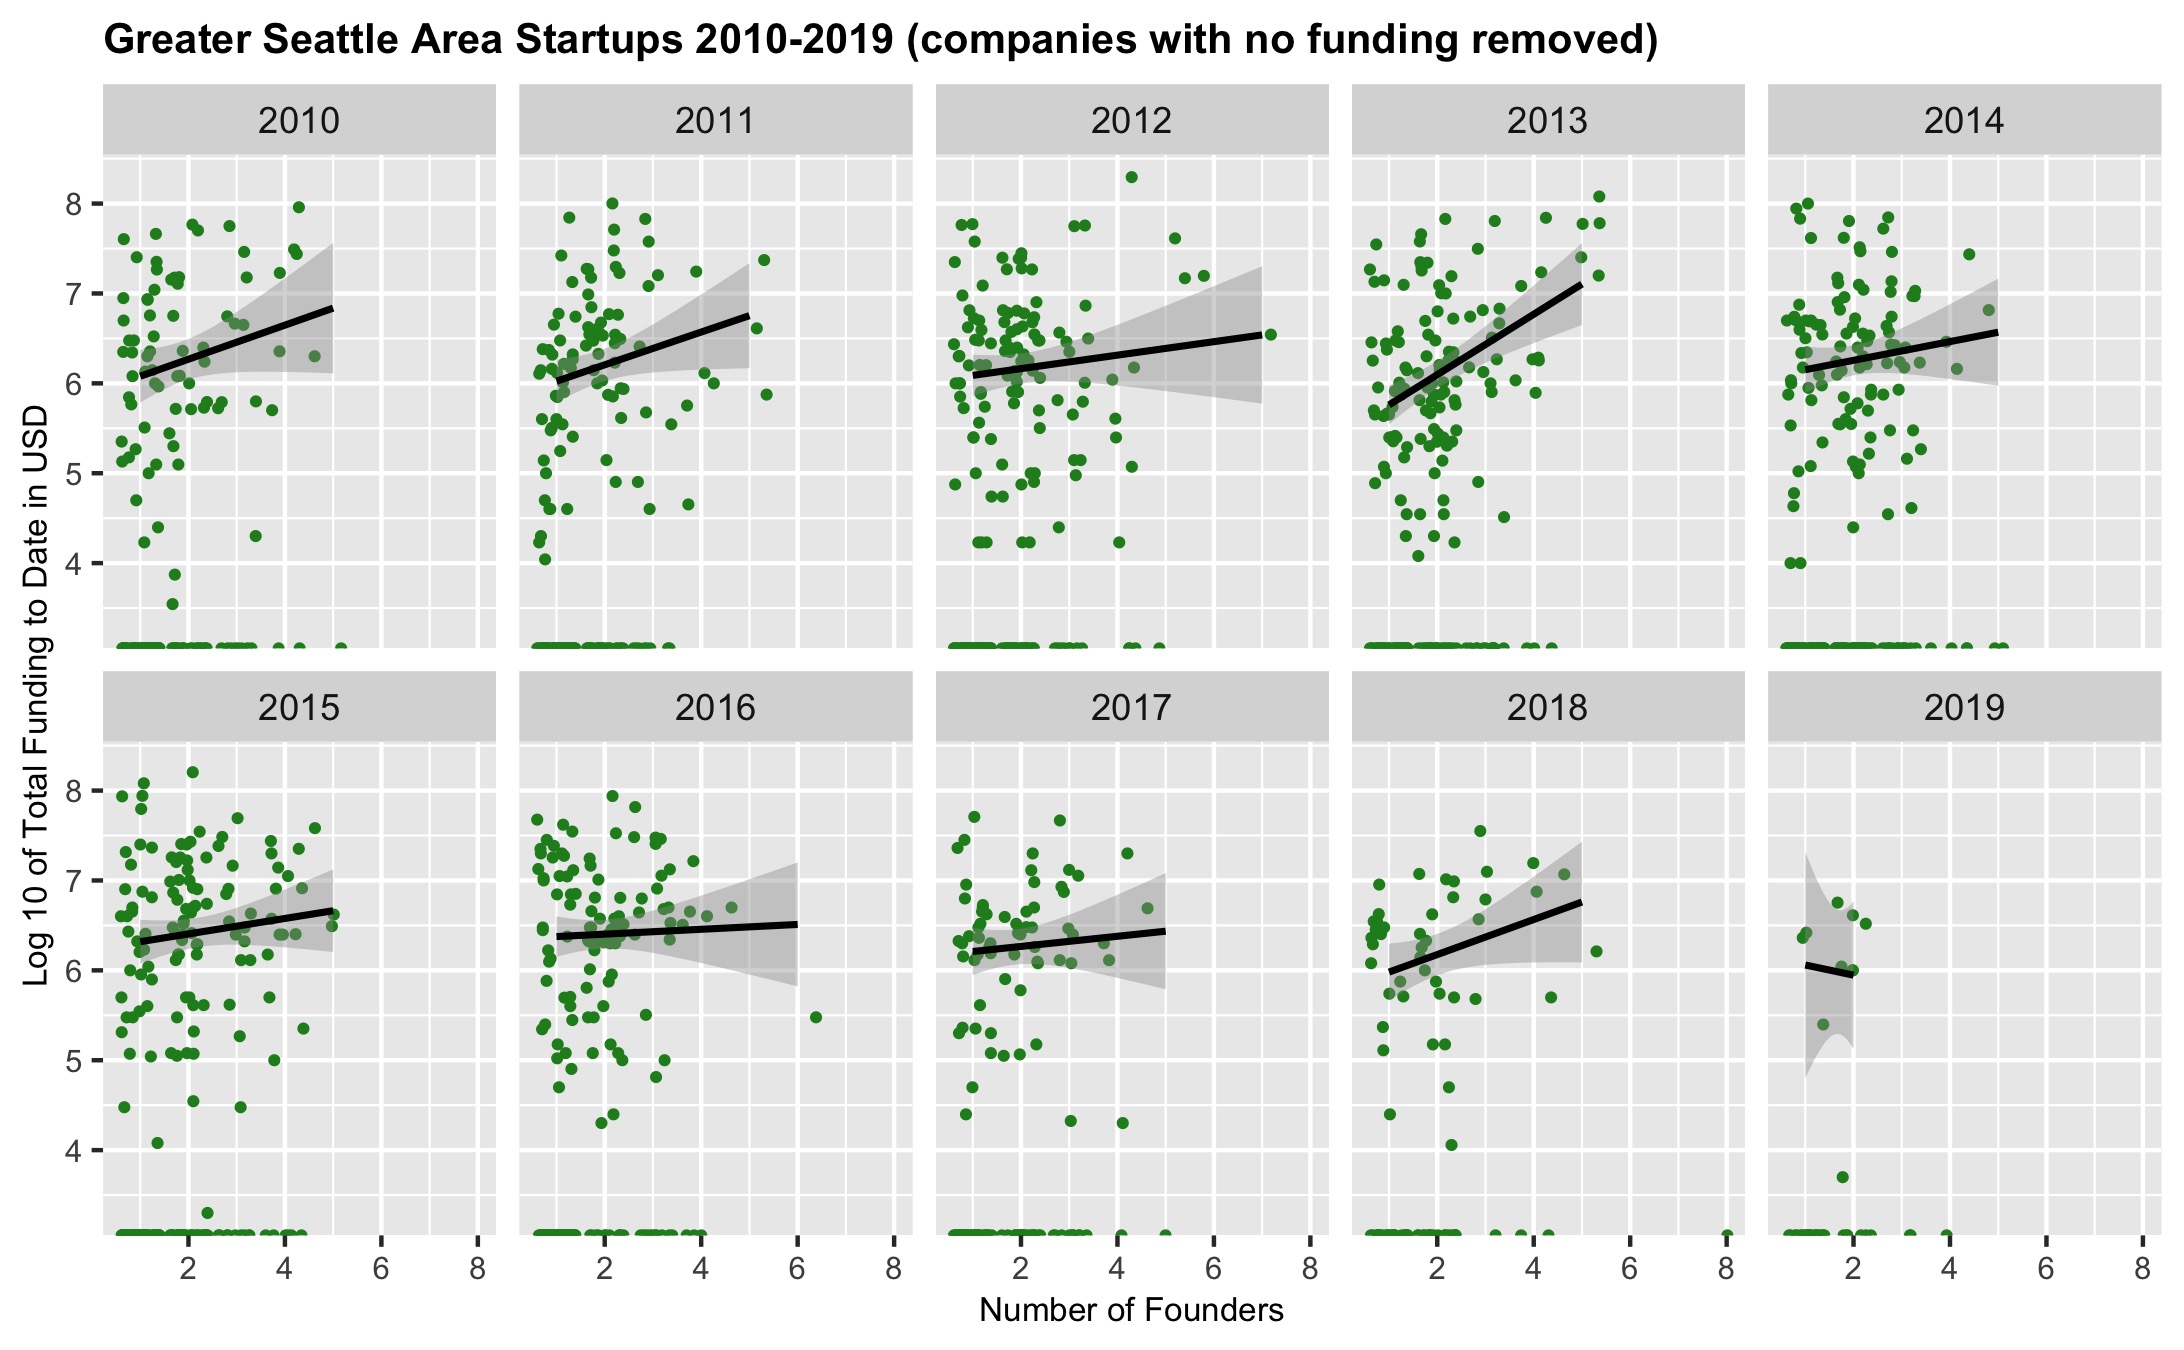 Greater Seattle Area Startups 2010-2019 (companies with no funding removed)
2010 2011 2012 2013 2014
8
7
6
5
4
2015 2016 2017 2018 2019
8
7
6
5
4
2 4 6 8 2 4 6 8 2 4 6 8 2 4 6 8 2 4 6 8
Number of Founders
Log 10 of Total Funding to Date in USD